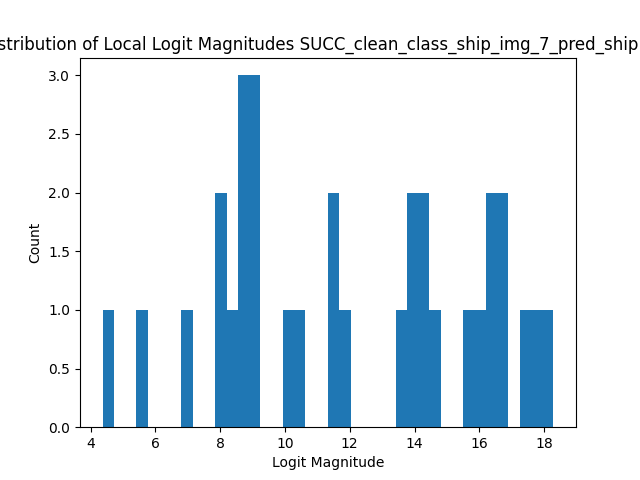 stribution of Local Logit Magnitudes SUCC_clean_class_ship_img_7_pred_ship
3.0
2.5
2.0
1.5
1.0
0.5
0.0
Count
4 6 8 10 12 14 16 18
Logit Magnitude